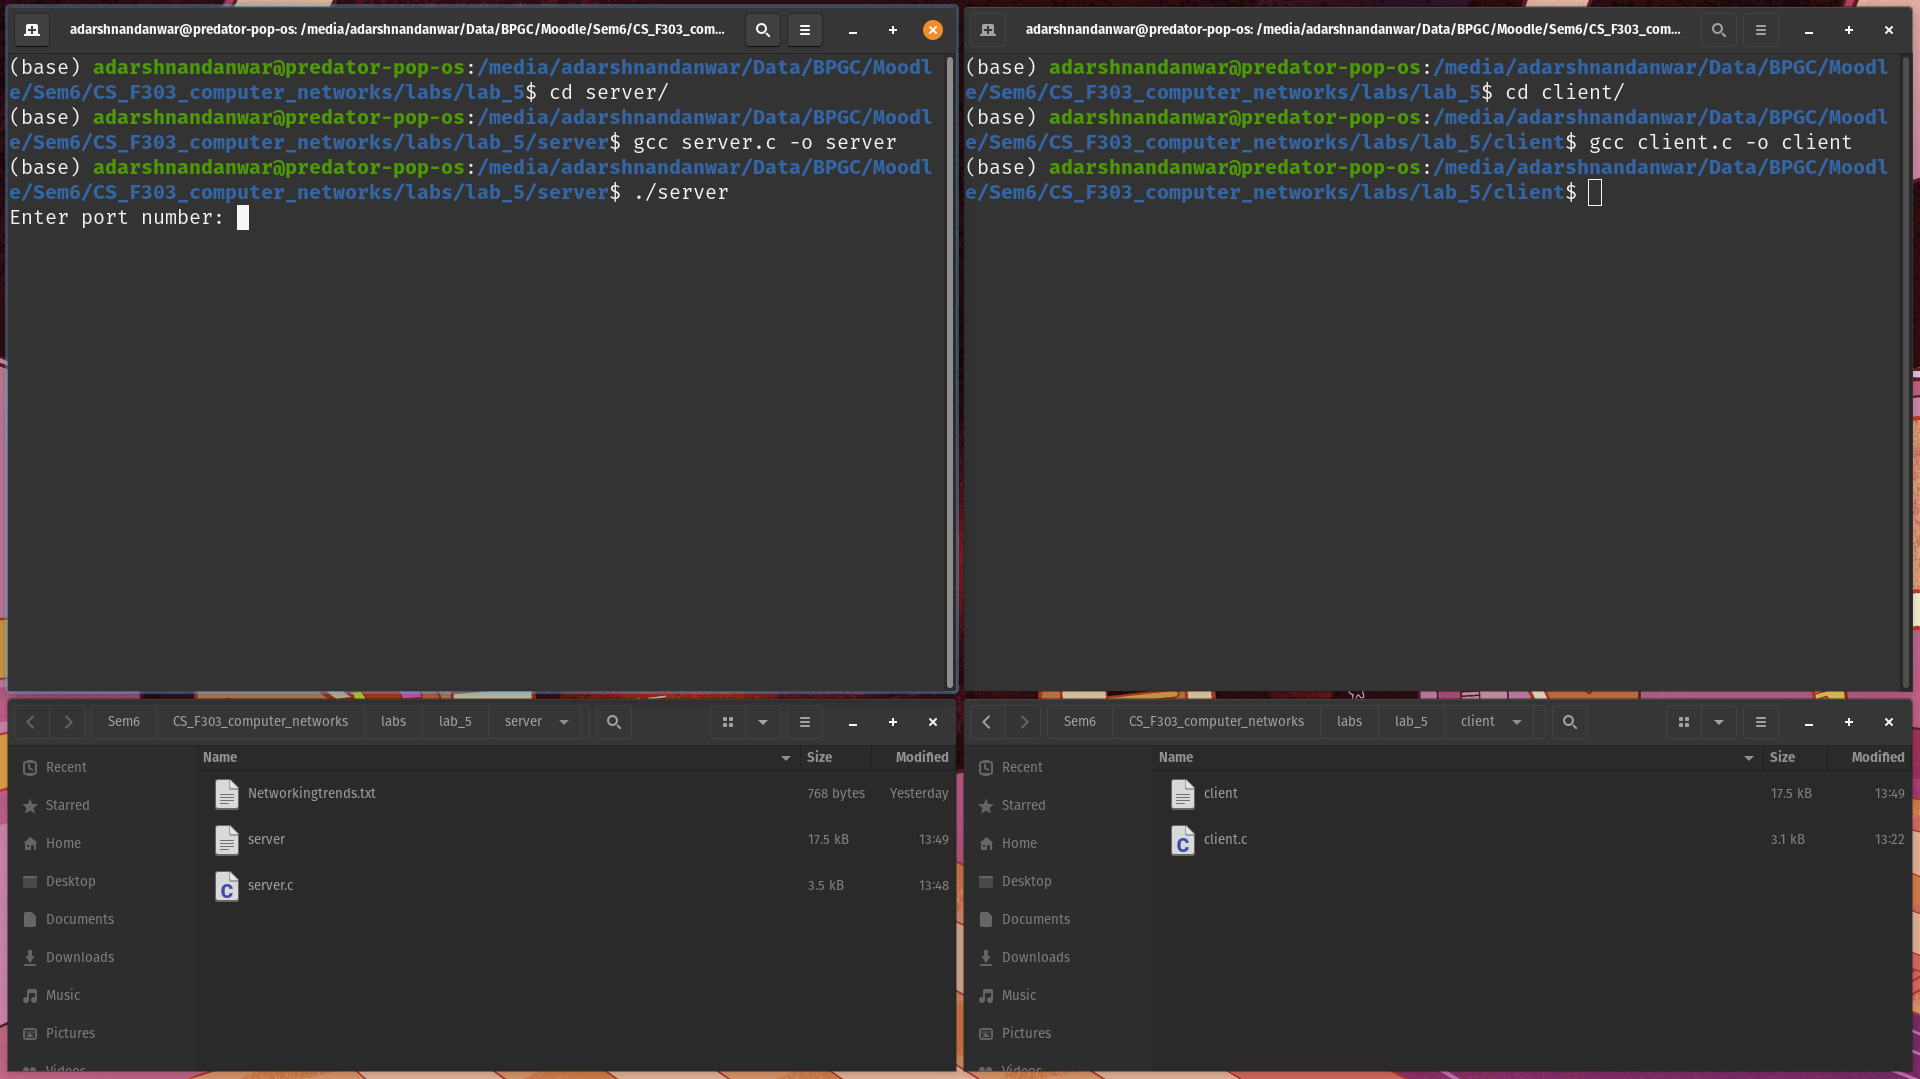 adarshnandanwar@predator-pop-os: /media/adarshnandanwar/Data/BPGC/Moodle/Sem6/CS_F303_com...
(base) adarshnandanwar@predator-pop-os:/media/adarshnandanwar/Data/BPGC/Moodl
e/Sem6/CS_F303_computer_networks/labs/lab_5$ cd server/
(base) adarshnandanwar@predator-pop-os:/media/adarshnandanwar/Data/BPGC/Moodl
e/Sem6/CS_F303_computer_networks/labs/lab_5/server$ gcc server.c -o server
(base) adarshnandanwar@predator-pop-os:/media/adarshnandanwar/Data/BPGC/Moodl
e/Sem6/CS_F303_computer_networks/labs/lab_5/server$ ./server
Enter port number:
adarshnandanwar@predator-pop-os: /media/adarshnandanwar/Data/BPGC/Moodle/Sem6/CS_F303_com...
(base) adarshnandanwar@predator-pop-os:/media/adarshnandanwar/Data/BPGC/Moodl
e/Sem6/CS_F303_computer_networks/labs/lab_5$ cd client/
(base) adarshnandanwar@predator-pop-os:/media/adarshnandanwar/Data/BPGC/Moodl
e/Sem6/CS_F303_computer_networks/labs/lab_5/client$ gcc client.c -o client
(base) adarshnandanwar@predator-pop-os:/media/adarshnandanwar/Data/BPGC/Moodl
e/Sem6/CS_F303_computer_networks/labs/lab_5/client$
Sem6 CS_F303_computer_networks labs lab_5 server
Recent
Starred
Home
Desktop
Documents
Downloads
Music
Pictures
Videos
Name Size Modified
Networkingtrends.txt 768 bytes Yesterday
server 17.5 kB 13:49
server.c 3.5 kB 13:48
Sem6 CS_F303_computer_networks labs lab_5 client
Recent
Starred
Home
Desktop
Documents
Downloads
Music
Pictures
Videos
Name Size Modified
client 17.5 kB 13:49
client.c 3.1 kB 13:22